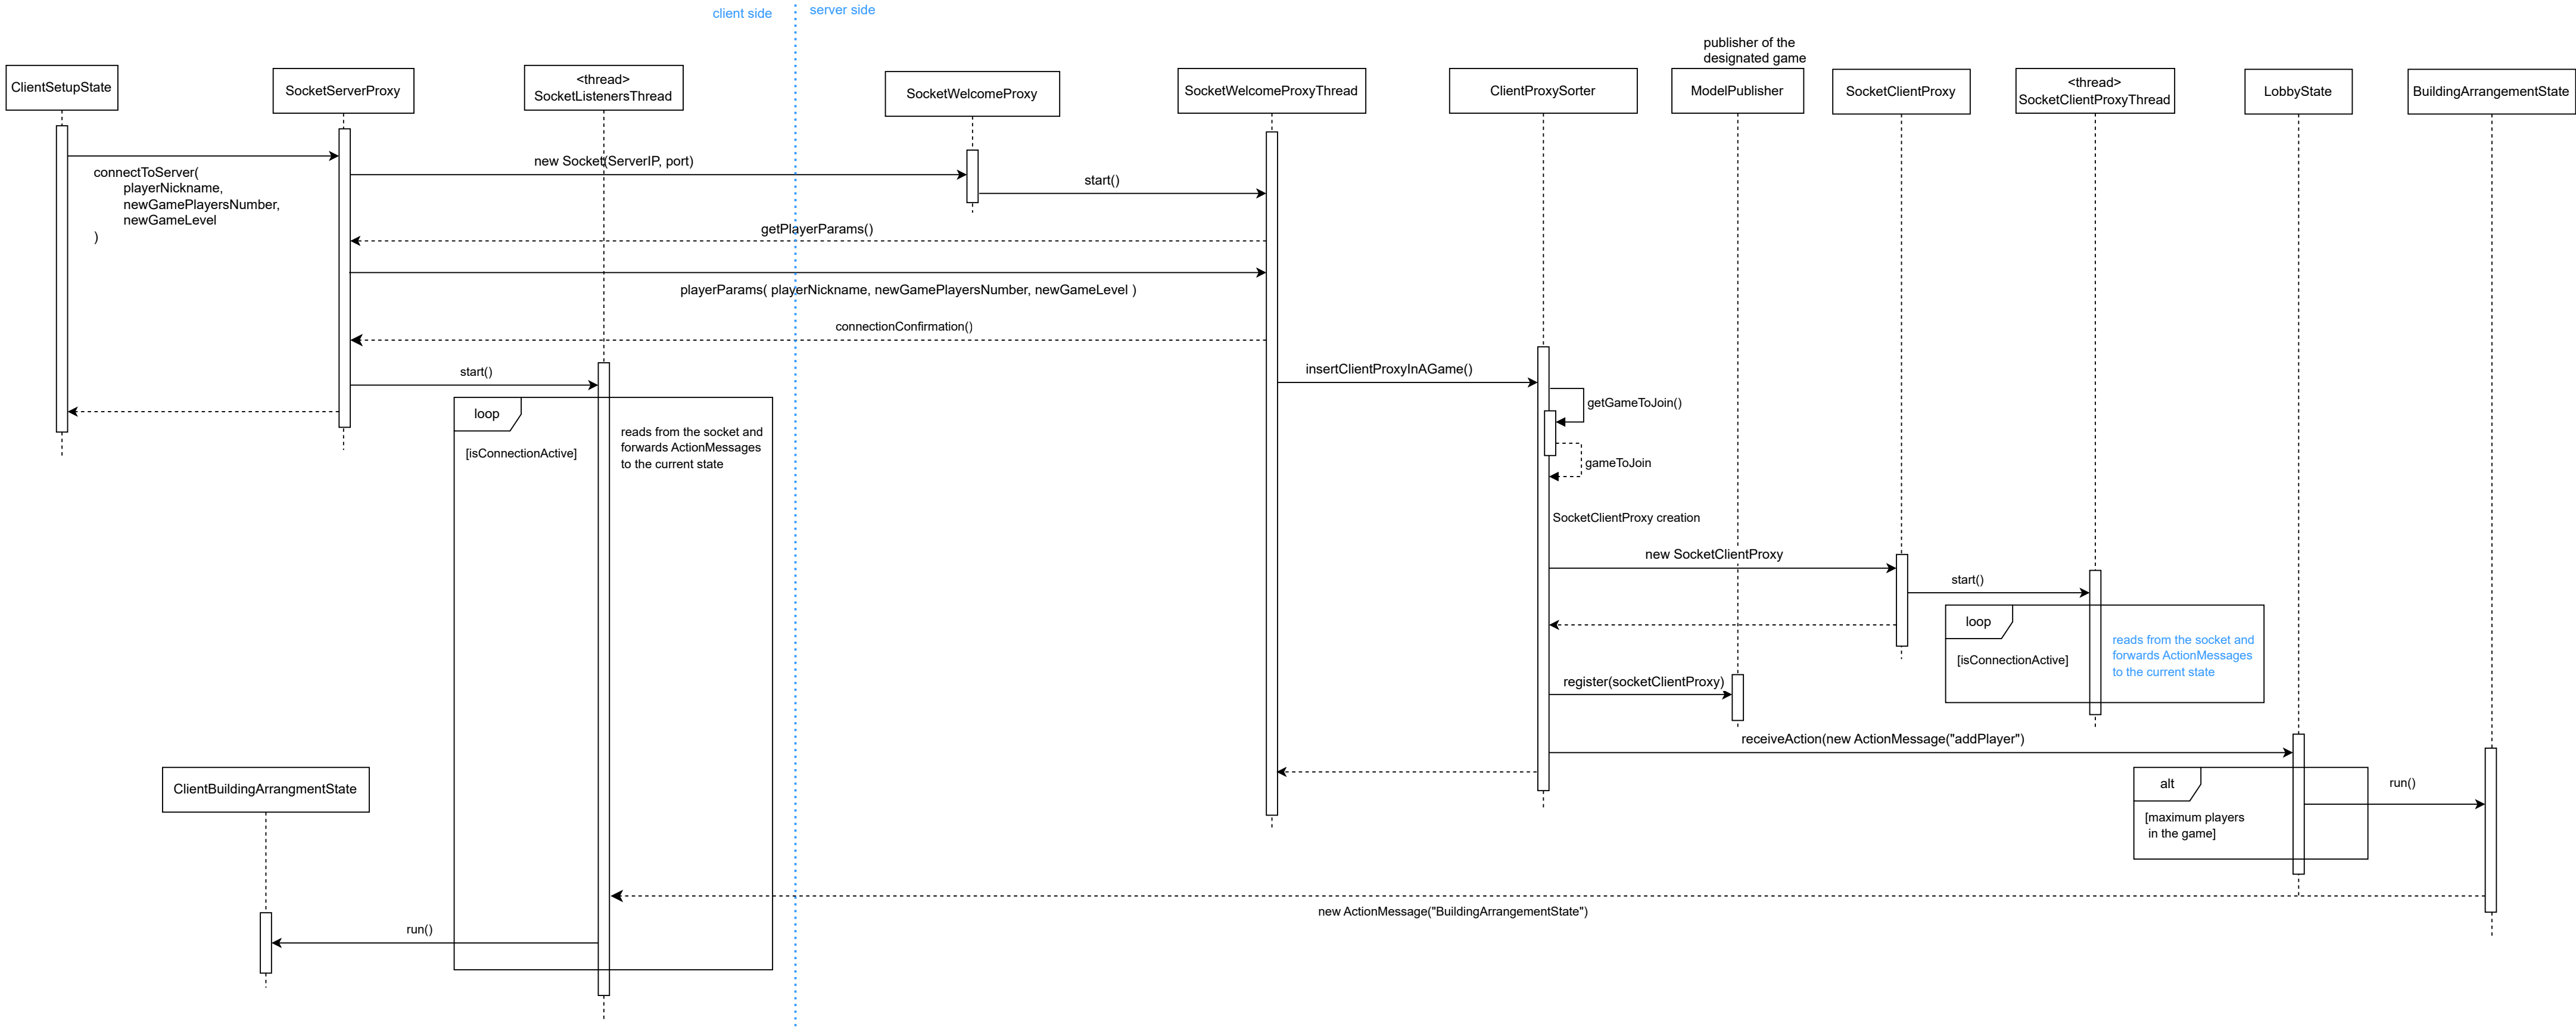 client side
server side
publisher of the
designated game
ClientSetupState
SocketServerProxy
<thread>
SocketListenersThread
SocketWelcomeProxy
SocketWelcomeProxyThread
ClientProxySorter
ModelPublisher
SocketClientProxy
<thread>
SocketClientProxyThread
LobbyState
BuildingArrangementState
connectToServer(
playerNickname,
newGamePlayersNumber,
newGameLevel
)
new Socket(ServerIP, port)
start()
getPlayerParams()
playerParams( playerNickname, newGamePlayersNumber, newGameLevel )
connectionConfirmation()
start()
insertClientProxyInAGame()
loop
[isConnectionActive]
reads from the socket and
forwards ActionMessages
to the current state
getGameToJoin()
gameToJoin
SocketClientProxy creation
new SocketClientProxy
start()
loop
[isConnectionActive]
reads from the socket and
forwards ActionMessages
to the current state
register(socketClientProxy)
receiveAction(new ActionMessage("addPlayer")
ClientBuildingArrangmentState
alt
[maximum players
in the game]
run()
new ActionMessage("BuildingArrangementState")
run()